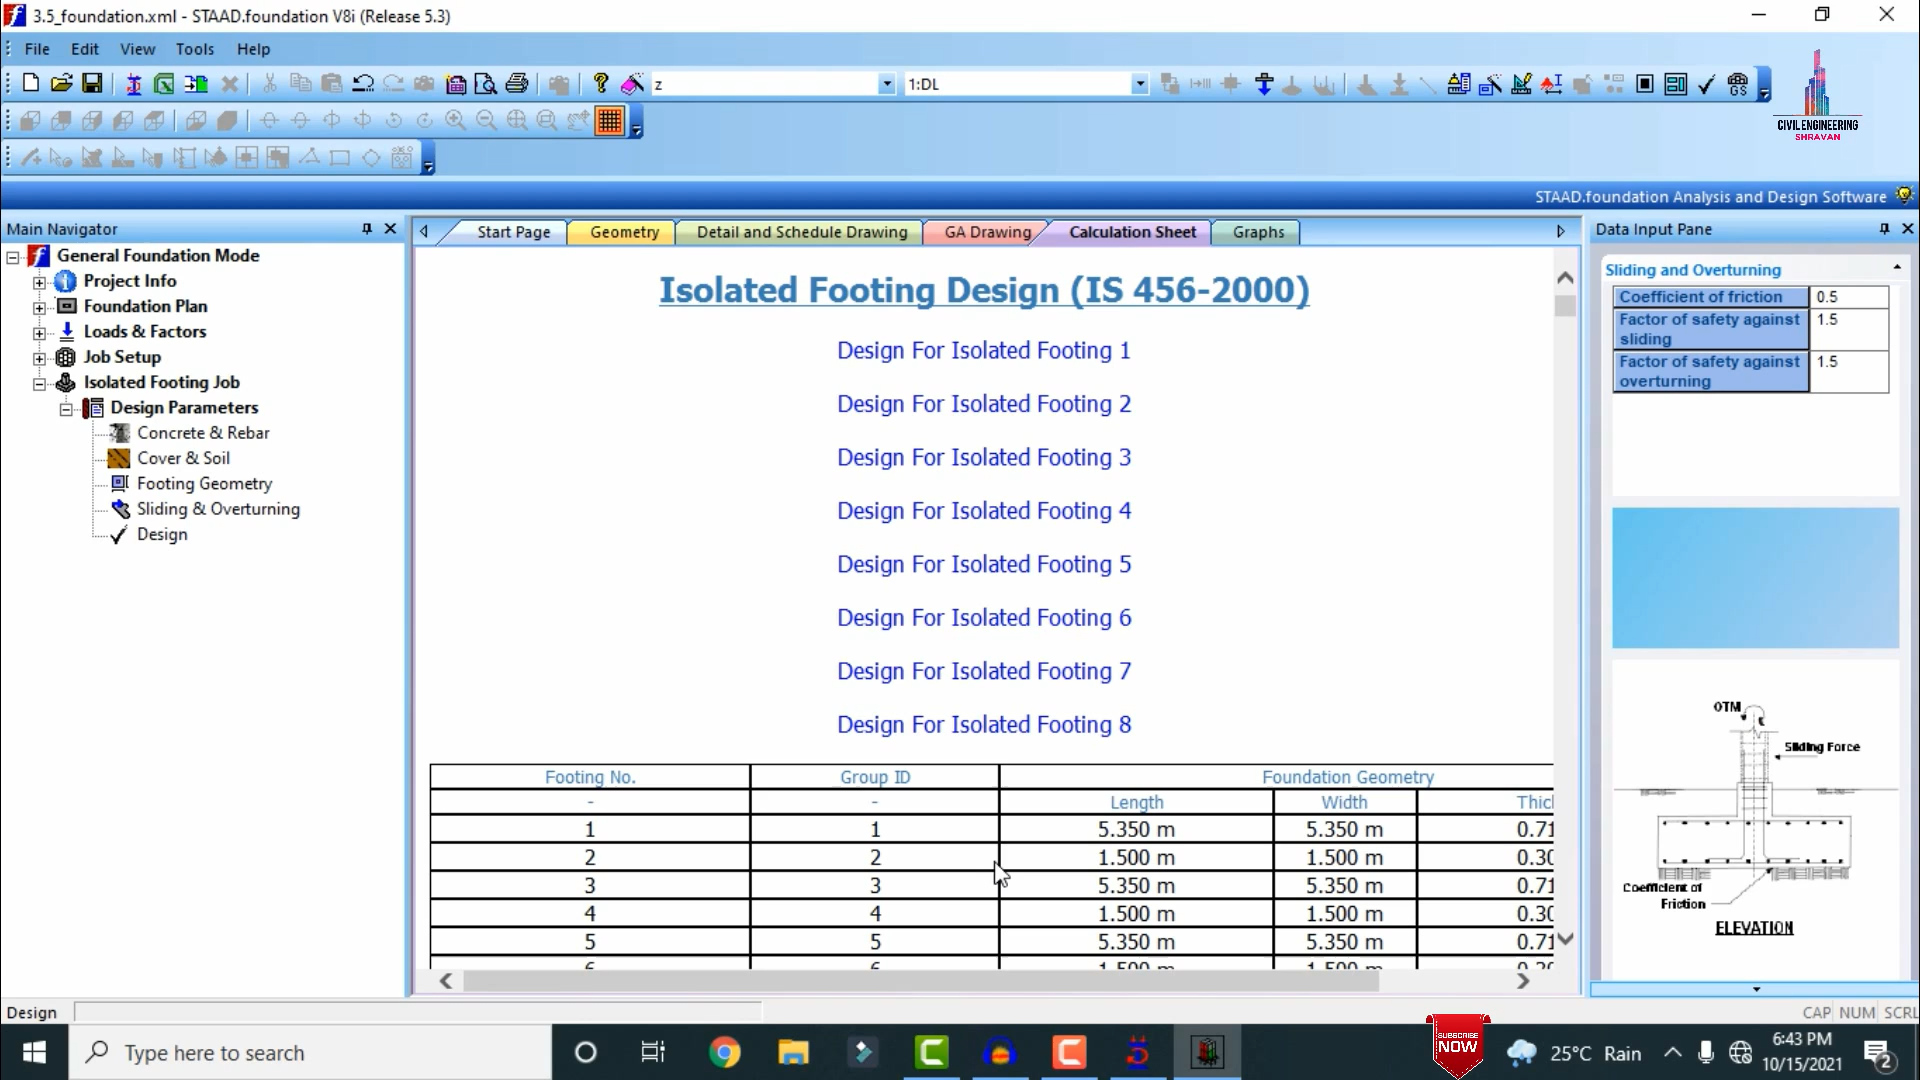 3.5_foundation.xml - STAAD.foundation V8i (Release 5.3)
File Edit View Tools Help
z
1:DL
GS
CIVILENGINEERING
SHRAVAN
STAAD.foundation Analysis and Design Software
Main Navigator
General Foundation Mode
Project Info
Foundation Plan
Loads & Factors
Job Setup
Isolated Footing Job
Design Parameters
Concrete & Rebar
Cover & Soil
Footing Geometry
Sliding & Overturning
Design
Start Page Geometry Detail and Schedule Drawing GA Drawing Calculation Sheet Graphs
Isolated Footing Design (IS 456-2000)
Design For Isolated Footing 1
Design For Isolated Footing 2
Design For Isolated Footing 3
Design For Isolated Footing 4
Design For Isolated Footing 5
Design For Isolated Footing 6
Design For Isolated Footing 7
Design For Isolated Footing 8
Footing No. Group ID Foundation Geometry
- - Length Width
1 1 5.350 m 5.350 m 0.71
2 2 1.500 m 1.500 m 0.30
3 3 5.350 m 5.350 m 0.71
4 4 1.500 m 1.500 m 0.30
5 5 5.350 m 5.350 m 0.71
6 6 1.500 m 1.500 m
Data Input Pane
Sliding and Overturning
Coefficient of friction 0.5
Factor of safety against sliding 1.5
Factor of safety against overturning 1.5
OTM
Sliding Force
Coefficient of
Friction
ELEVATION
Design
CAP NUM SCRL
Type here to search
SUBSCRIBE
NOW
25°C Rain
6:43 PM
10/15/2021
2